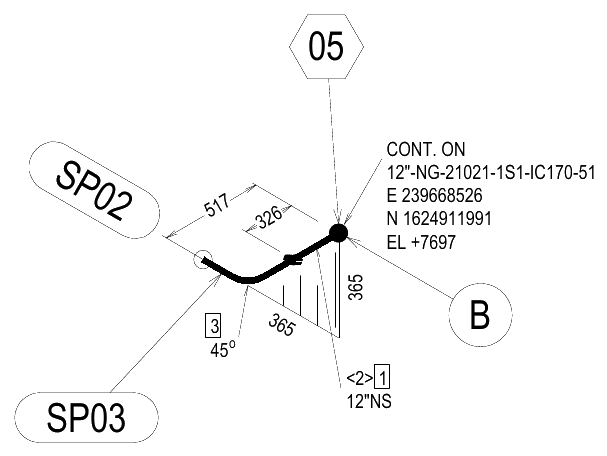 05
CONT. ON
12"-NG-21021-1S1-IC170-51
E 239668526
N 1624911991
EL +7697
SP02
517
326
365
365
B
3
45°
<2>1
12"NS
SP03